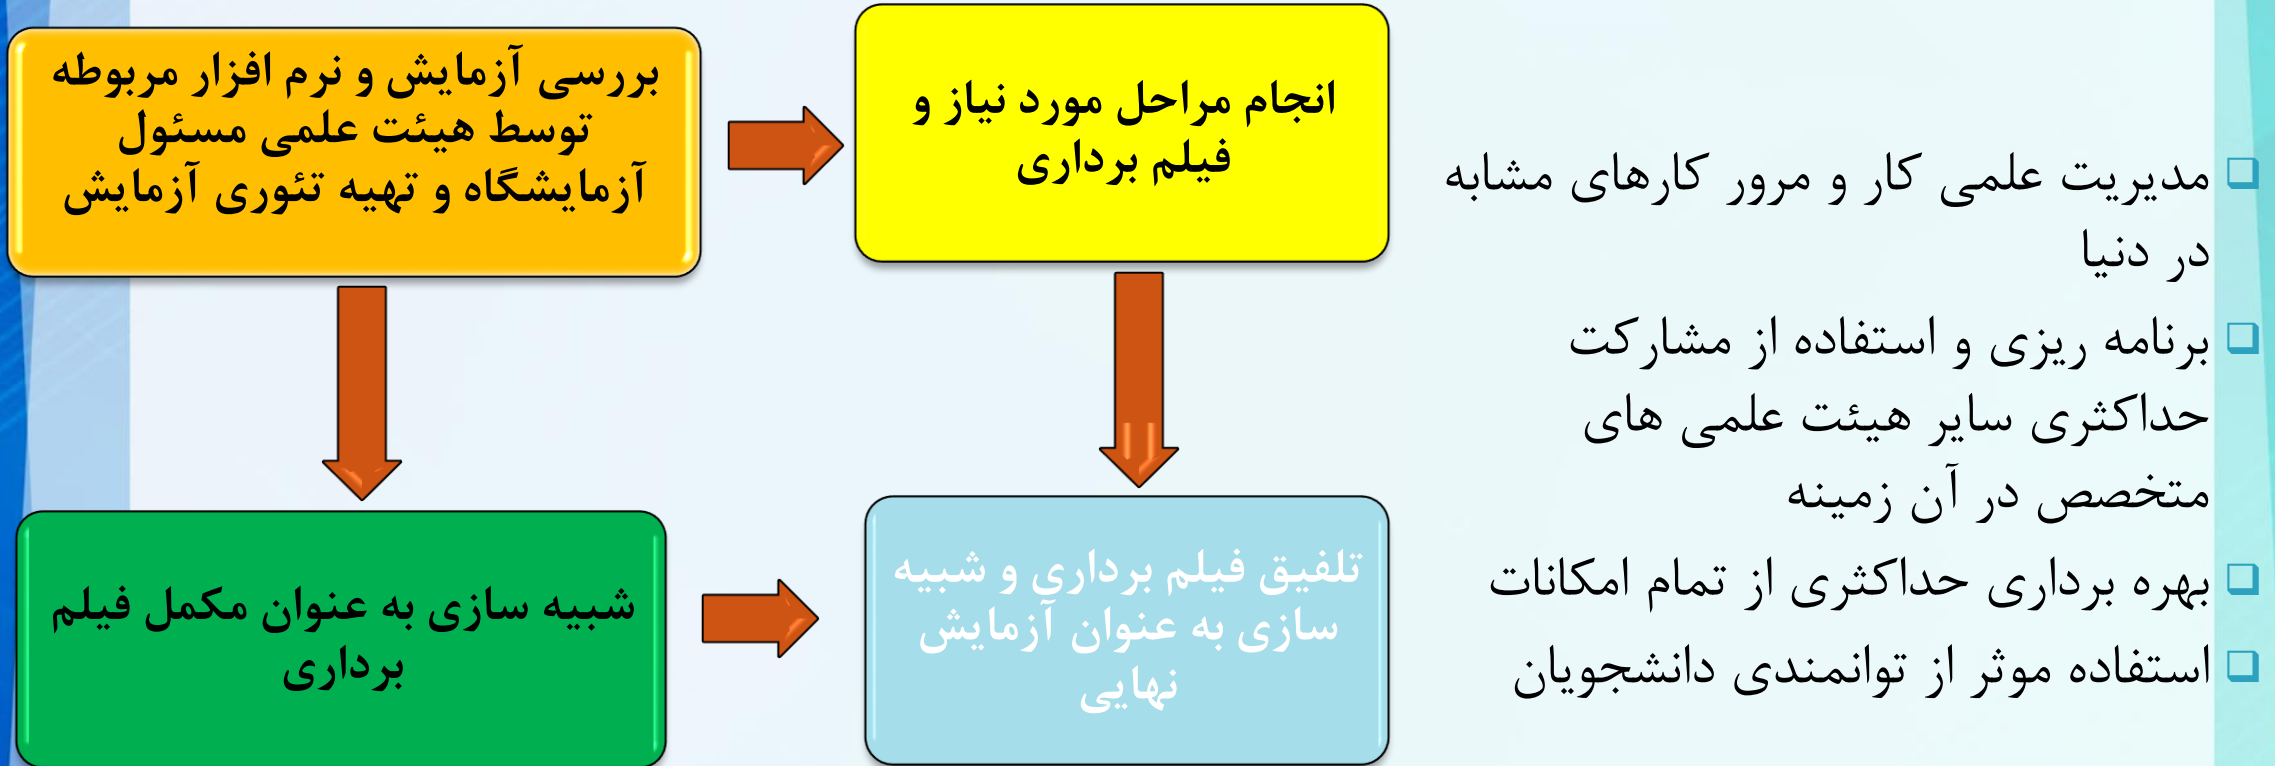 بررسی آزمایش و نرم افزار مربوطه
توسط هیئت علمی مسئول
آزمایشگاه و تهیه تئوری آزمایش
انجام مراحل مورد نیاز و
فیلم برداری
شبیه سازی به عنوان مکمل فیلم
برداری
تلفیق فیلم برداری و شبیه
سازی به عنوان آزمایش
نهایی
مدیریت علمی کار و مرور کارهای مشابه
در دنیا
برنامه ریزی و استفاده از مشارکت
حداکثری سایر هیئت علمی های
متخصص در آن زمینه
بهره برداری حداکثری از تمام امکانات
استفاده موثر از توانمندی دانشجویان